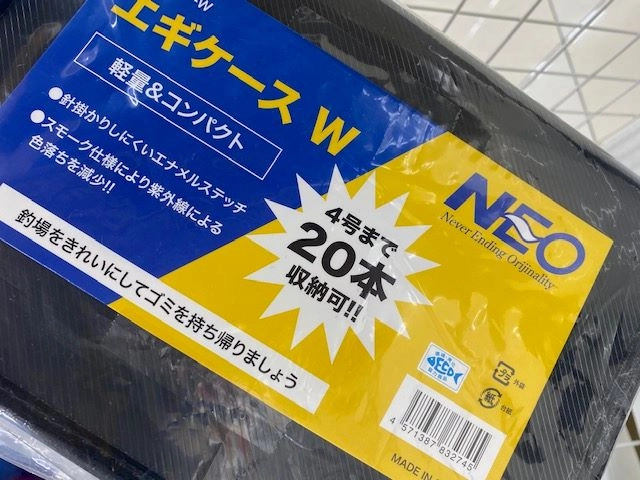 エギケース W
軽量&コンパクト
●針掛かりしにくいエナメルステッチ
●スモーク仕様により紫外線による
色落ちを減少!!
4号まで
20本
収納可!!
NEO
Never Ending Orijinality
釣場をきれいにしてゴミを持ち帰りましょう
ECO
プラ
外袋
紙
台紙
4 571387 832745
MADE IN